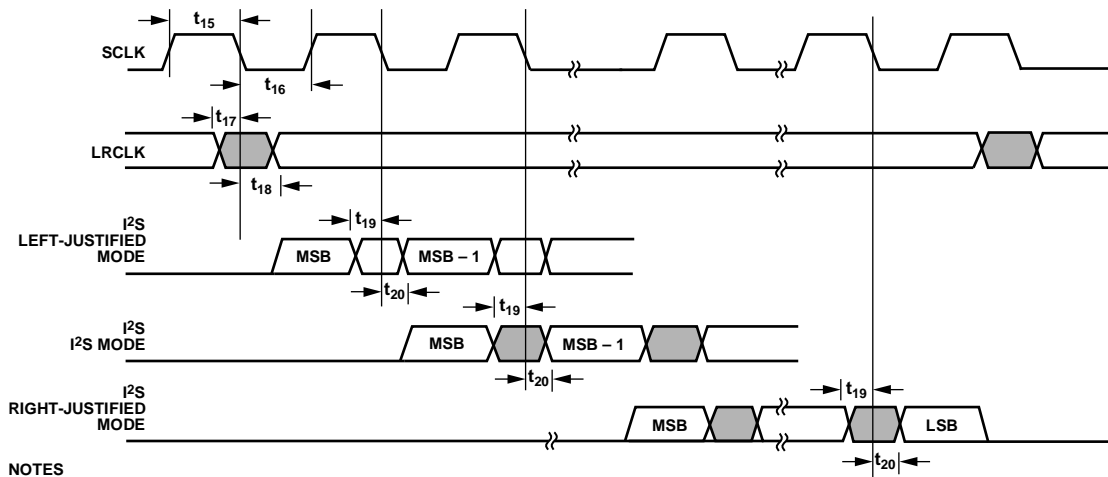 t15
SCLK
t16
t17
LRCLK
t18
I2S
LEFT-JUSTIFIED
MODE
t19
MSB
MSB – 1
t20
t19
I2S
I2S MODE
MSB
MSB – 1
t20
I2S
RIGHT-JUSTIFIED
MODE
t19
MSB
LSB
t20
NOTES